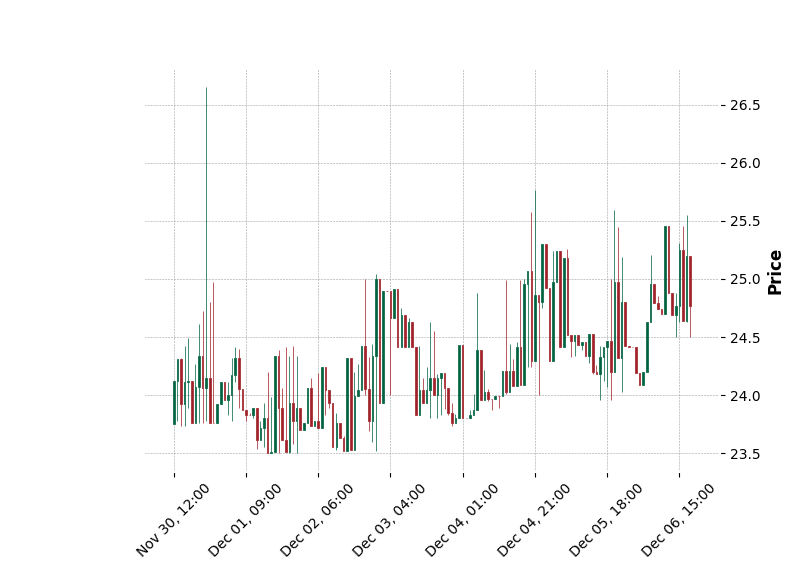 26.5
26.0
25.5
25.0
24.5
24.0
23.5
Price
Nov 30, 12:00
Dec 01, 09:00
Dec 02, 06:00
Dec 03, 04:00
Dec 04, 01:00
Dec 04, 21:00
Dec 05, 18:00
Dec 06, 15:00